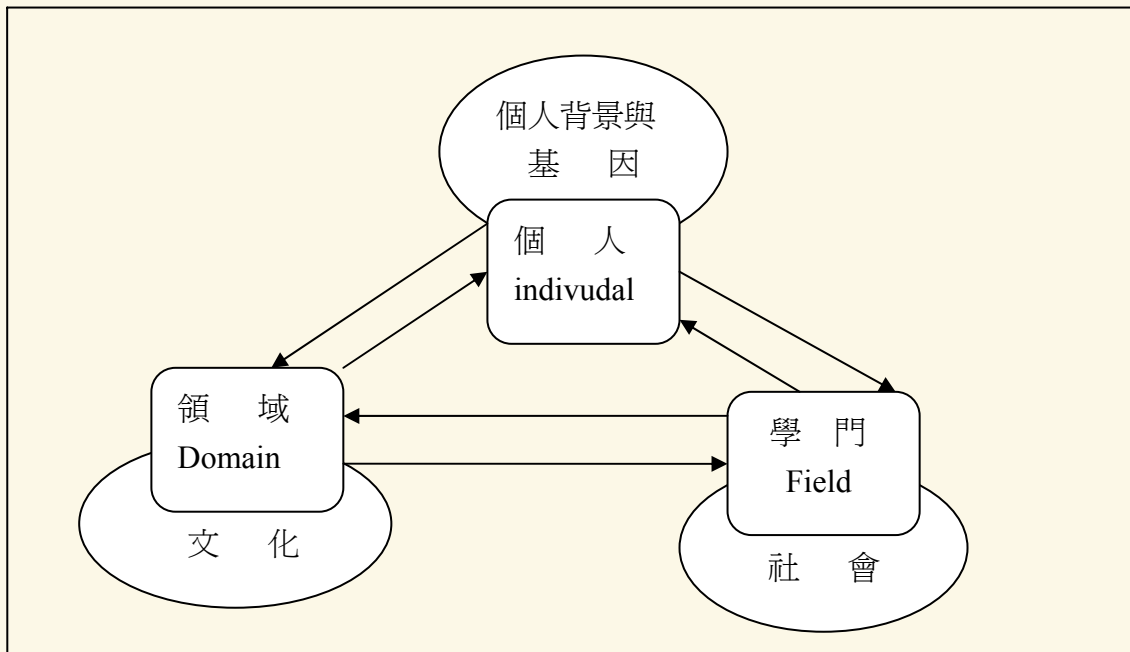 個人背景與
基 因
個 人
indivudal
領 域
Domain
文 化
學 門
Field
社 會